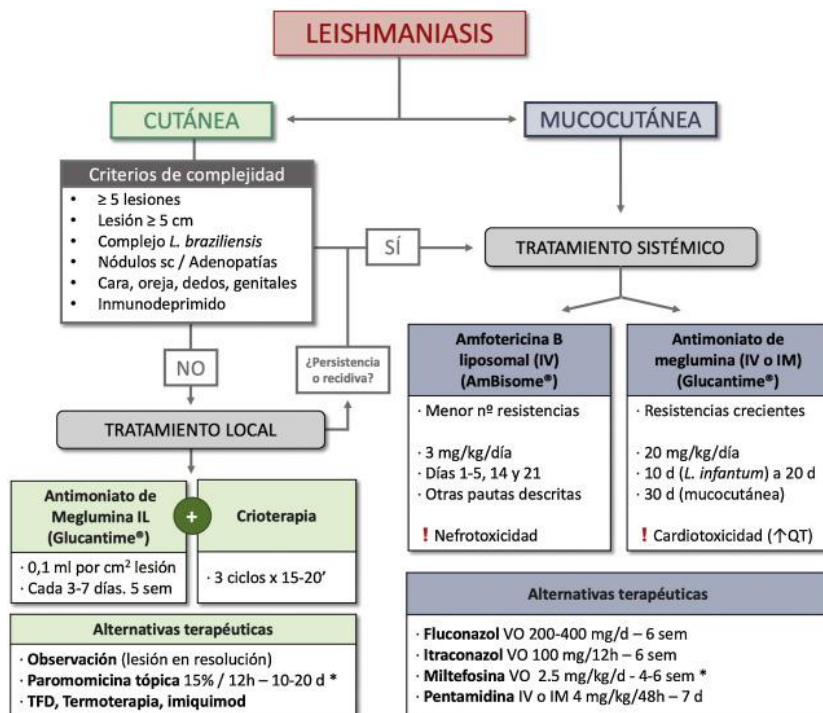 LEISHMANIASIS
CUTÁNEA
MUCOCUTÁNEA
Criterios de complejidad
• ≥ 5 lesiones
• Lesión ≥ 5 cm
• Complejo L. braziliensis
• Nódulos sc / Adenopatías
• Cara, oreja, dedos, genitales
• Inmunodeprimido
SÍ
NO
¿Persistencia
o recidiva?
TRATAMIENTO LOCAL
Antimoniato de
Meglumina IL
(Glucantime®)
· 0,1 ml por cm² lesión
· Cada 3-7 días. 5 sem
+
Crioterapia
· 3 ciclos x 15-20’
Alternativas terapéuticas
· Observación (lesión en resolución)
· Paromomicina tópica 15% / 12h – 10-20 d *
· TFD, Termoterapia, imiquimod
TRATAMIENTO SISTÉMICO
Amfotericina B
liposomal (IV)
(AmBisome®)
· Menor nº resistencias
· 3 mg/kg/día
· Días 1-5, 14 y 21
· Otras pautas descritas
! Nefrotoxicidad
Antimoniato de
meglumina (IV o IM)
(Glucantime®)
· Resistencias crecientes
· 20 mg/kg/día
· 10 d (L. infantum) a 20 d
· 30 d (mucocutánea)
! Cardiotoxicidad (↑QT)
Alternativas terapéuticas
· Fluconazol VO 200-400 mg/d – 6 sem
· Itraconazol VO 100 mg/12h – 6 sem
· Miltefosina VO 2.5 mg/kg/d - 4-6 sem *
· Pentamidina IV o IM 4 mg/kg/48h – 7 d